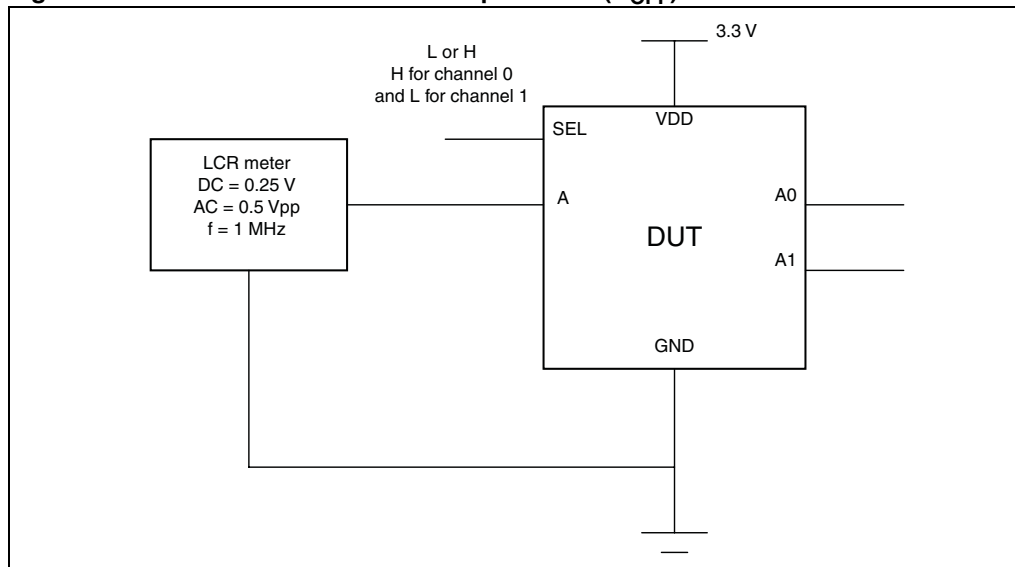 3.3 V
L or H
H for channel 0
and L for channel 1
VDD
SEL
LCR meter
DC = 0.25 V
AC = 0.5 Vpp
f = 1 MHz
A
A0
DUT
A1
GND